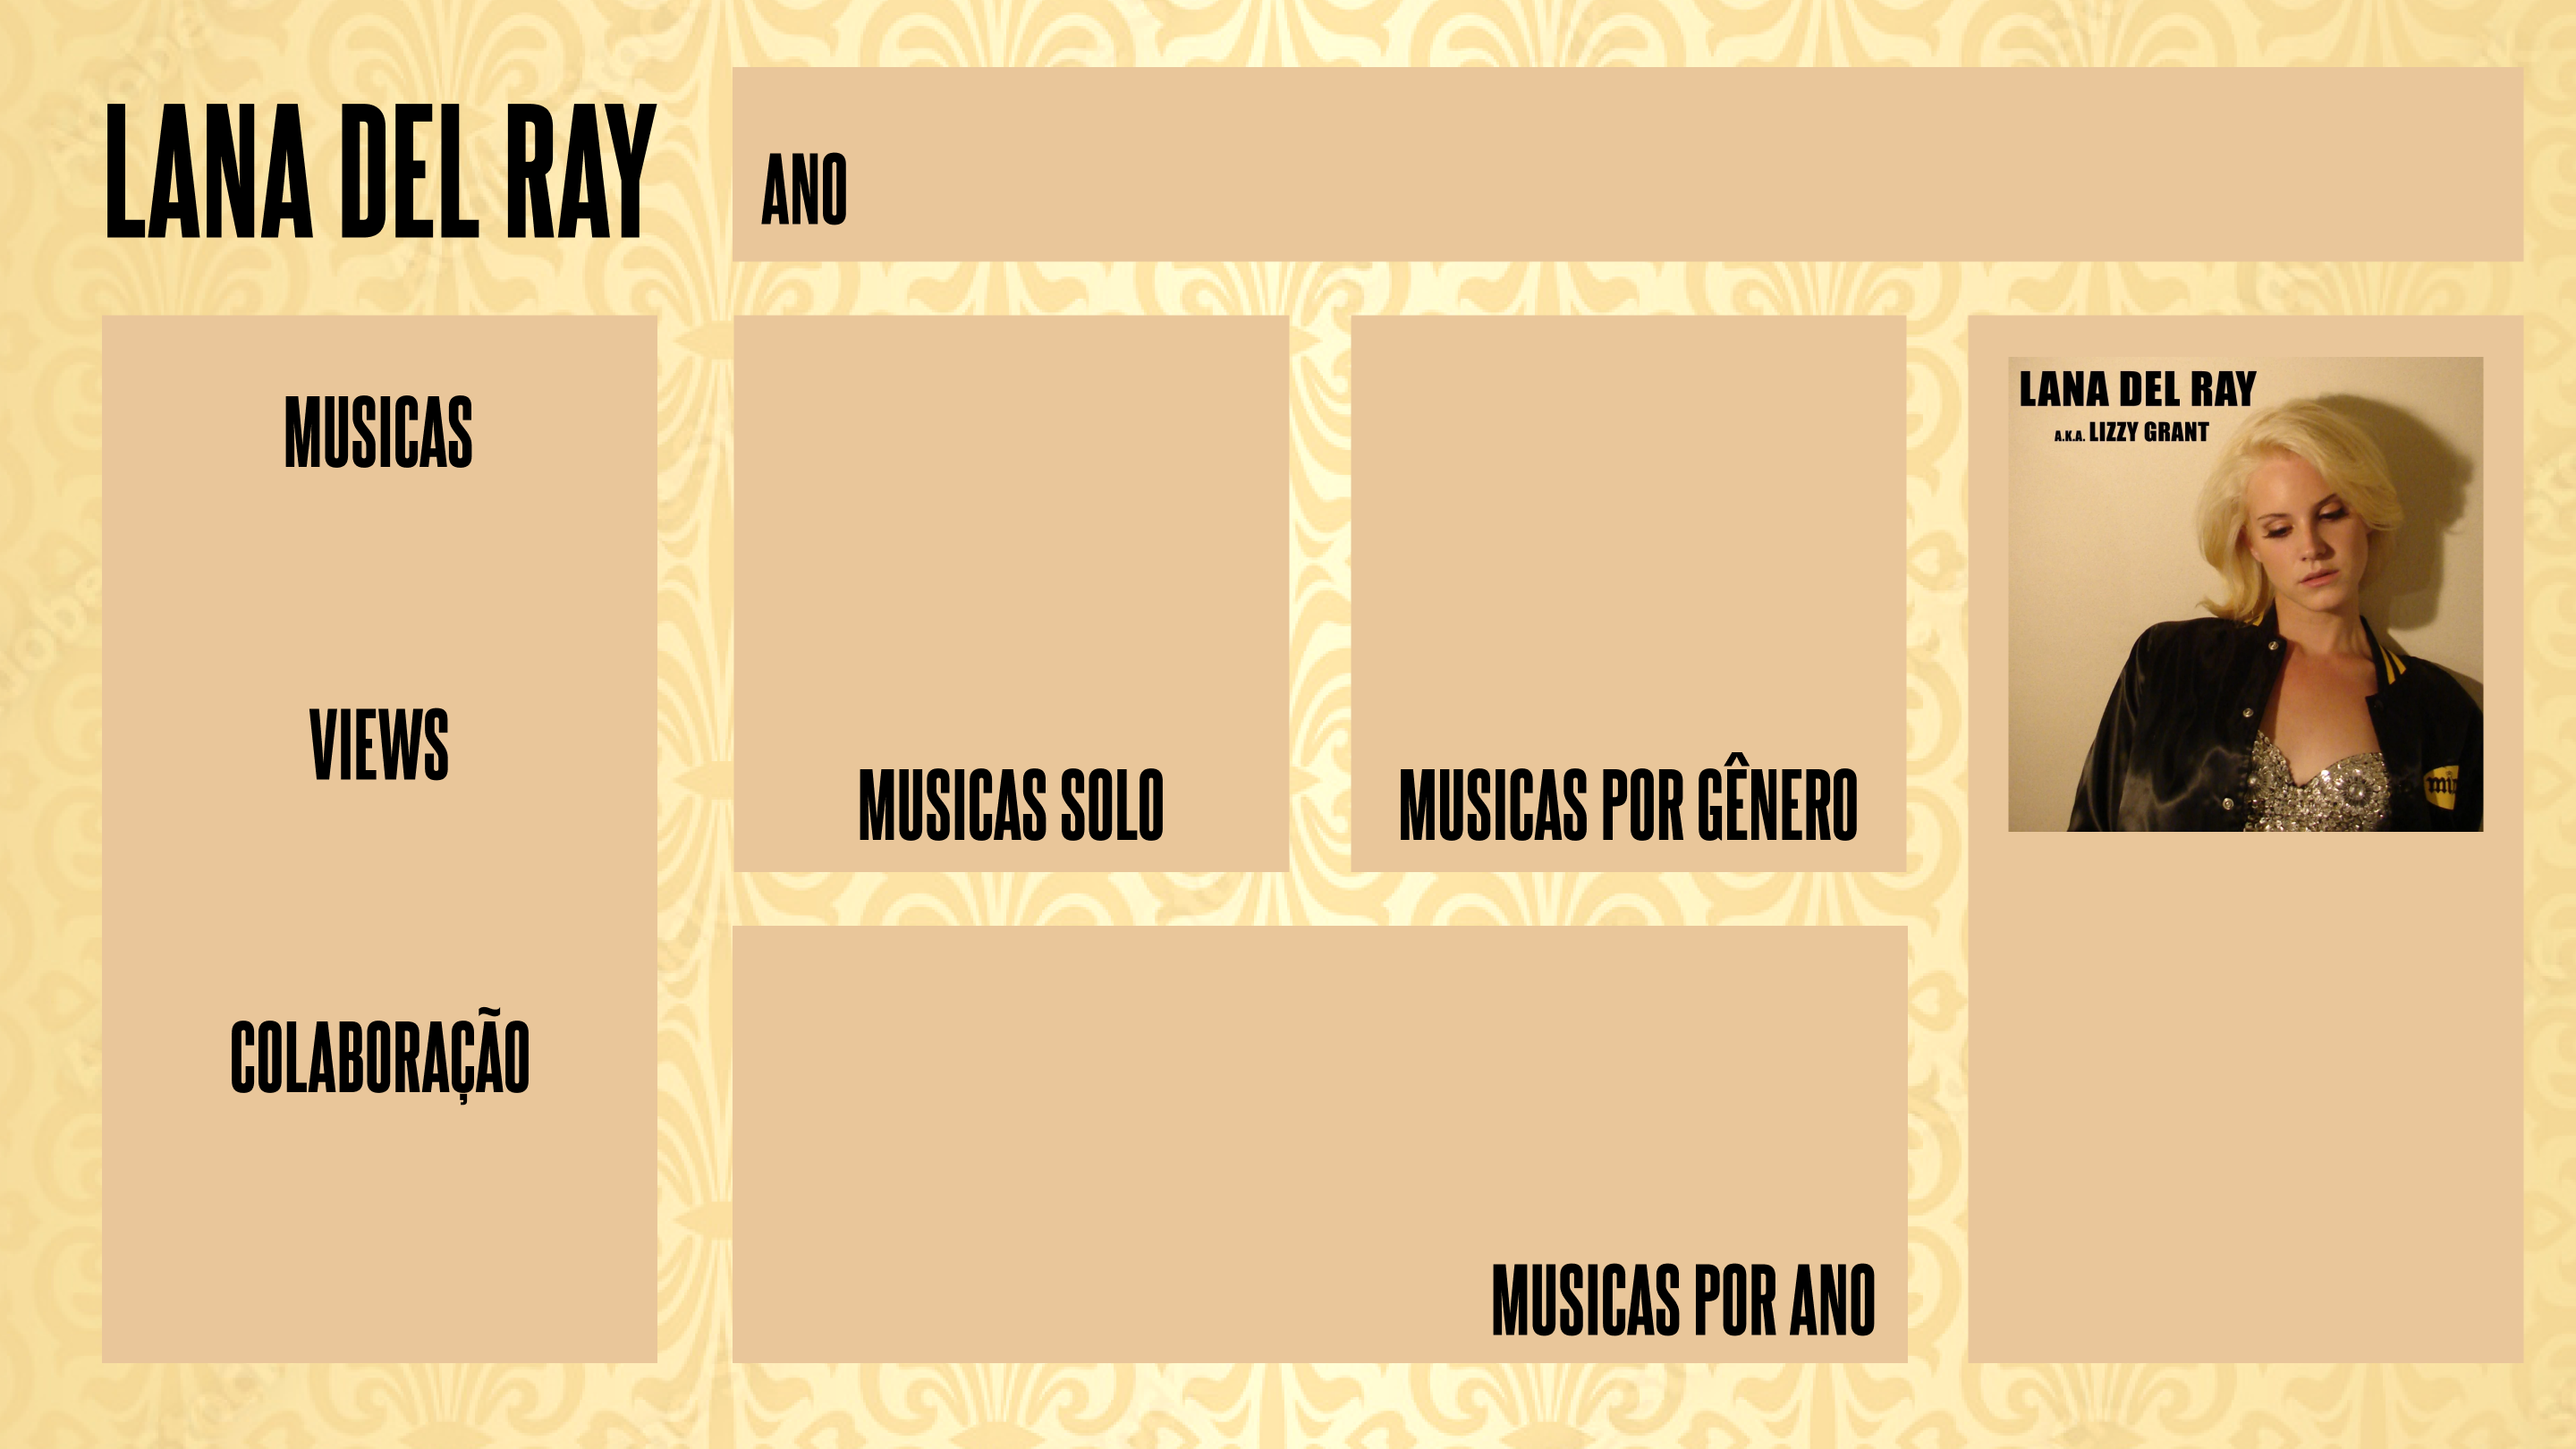 LANA DEL RAY
ANO
MUSICAS
VIEWS
COLABORAÇÃO
MUSICAS SOLO
MUSICAS POR GÊNERO
MUSICAS POR ANO
LANA DEL RAY
A.K.A. LIZZY GRANT